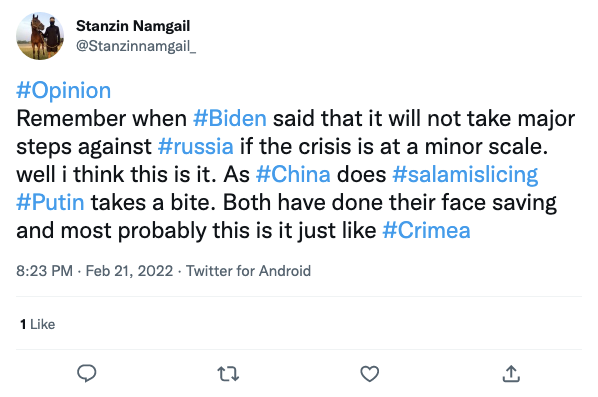 Stanzin Namgail
@Stanzinnamgail_
#Opinion
Remember when #Biden said that it will not take major
steps against #russia if the crisis is at a minor scale.
well i think this is it. As #China does #salamislicing
#Putin takes a bite. Both have done their face saving
and most probably this is it just like #Crimea
8:23 PM · Feb 21, 2022 · Twitter for Android
1 Like